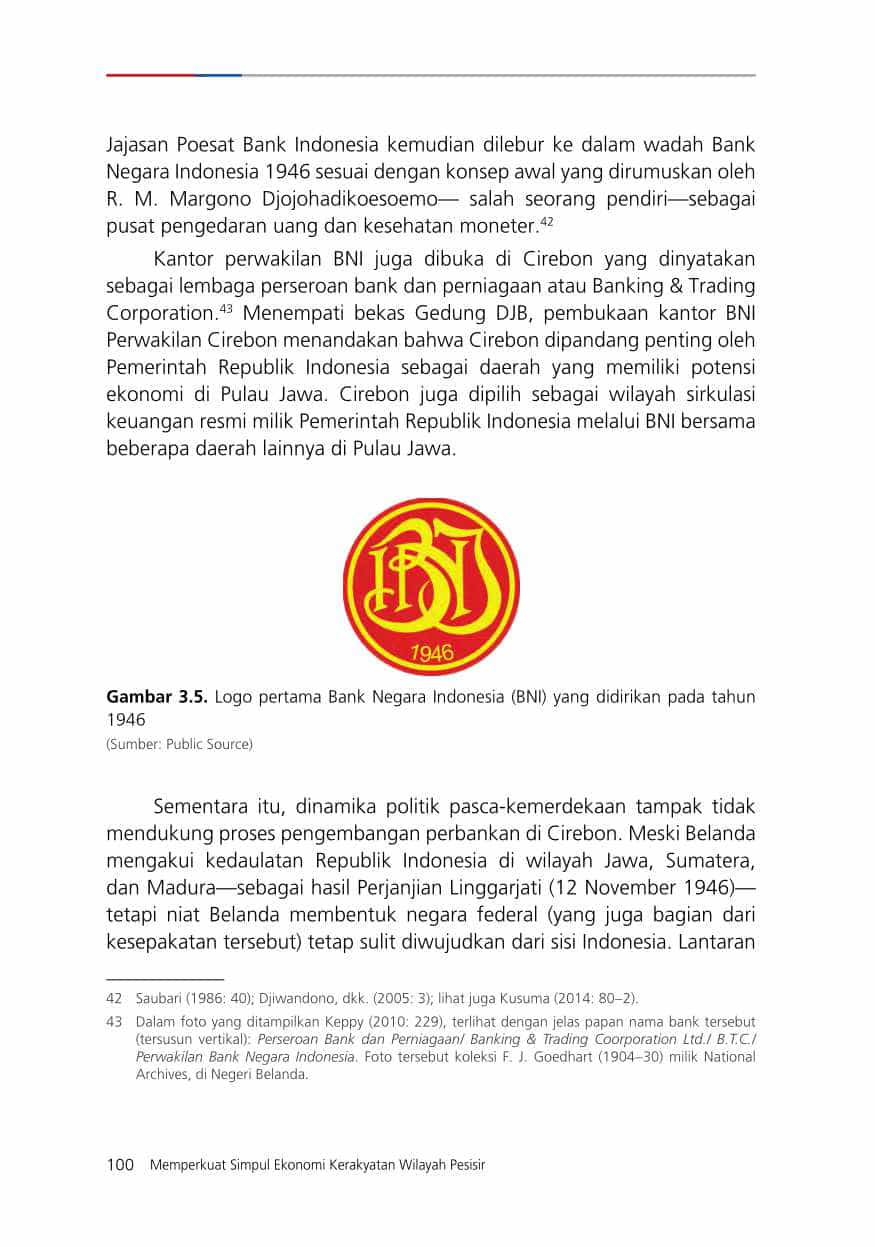 Jajasan Poesat Bank Indonesia kemudian dilebur ke dalam wadah Bank
Negara Indonesia 1946 sesuai dengan konsep awal yang dirumuskan oleh
R. M. Margono Djojohadikoesoemo— salah seorang pendiri—sebagai
pusat pengedaran uang dan kesehatan moneter.42
Kantor perwakilan BNI juga dibuka di Cirebon yang dinyatakan
sebagai lembaga perseroan bank dan perniagaan atau Banking & Trading
Corporation.43 Menempati bekas Gedung DJB, pembukaan kantor BNI
Perwakilan Cirebon menandakan bahwa Cirebon dipandang penting oleh
Pemerintah Republik Indonesia sebagai daerah yang memiliki potensi
ekonomi di Pulau Jawa. Cirebon juga dipilih sebagai wilayah sirkulasi
keuangan resmi milik Pemerintah Republik Indonesia melalui BNI bersama
beberapa daerah lainnya di Pulau Jawa.
BNI
1946
Gambar 3.5. Logo pertama Bank Negara Indonesia (BNI) yang didirikan pada tahun
1946
(Sumber: Public Source)
Sementara itu, dinamika politik pasca-kemerdekaan tampak tidak
mendukung proses pengembangan perbankan di Cirebon. Meski Belanda
mengakui kedaulatan Republik Indonesia di wilayah Jawa, Sumatera,
dan Madura—sebagai hasil Perjanjian Linggarjati (12 November 1946)—
tetapi niat Belanda membentuk negara federal (yang juga bagian dari
kesepakatan tersebut) tetap sulit diwujudkan dari sisi Indonesia. Lantaran
42 Saubari (1986: 40); Djiwandono, dkk. (2005: 3); lihat juga Kusuma (2014: 80–2).
43 Dalam foto yang ditampilkan Keppy (2010: 229), terlihat dengan jelas papan nama bank tersebut
(tersusun vertikal): Perseroan Bank dan Perniagaan/ Banking & Trading Coorporation Ltd./ B.T.C./
Perwakilan Bank Negara Indonesia. Foto tersebut koleksi F. J. Goedhart (1904–30) milik National
Archives, di Negeri Belanda.
100 Memperkuat Simpul Ekonomi Kerakyatan Wilayah Pesisir